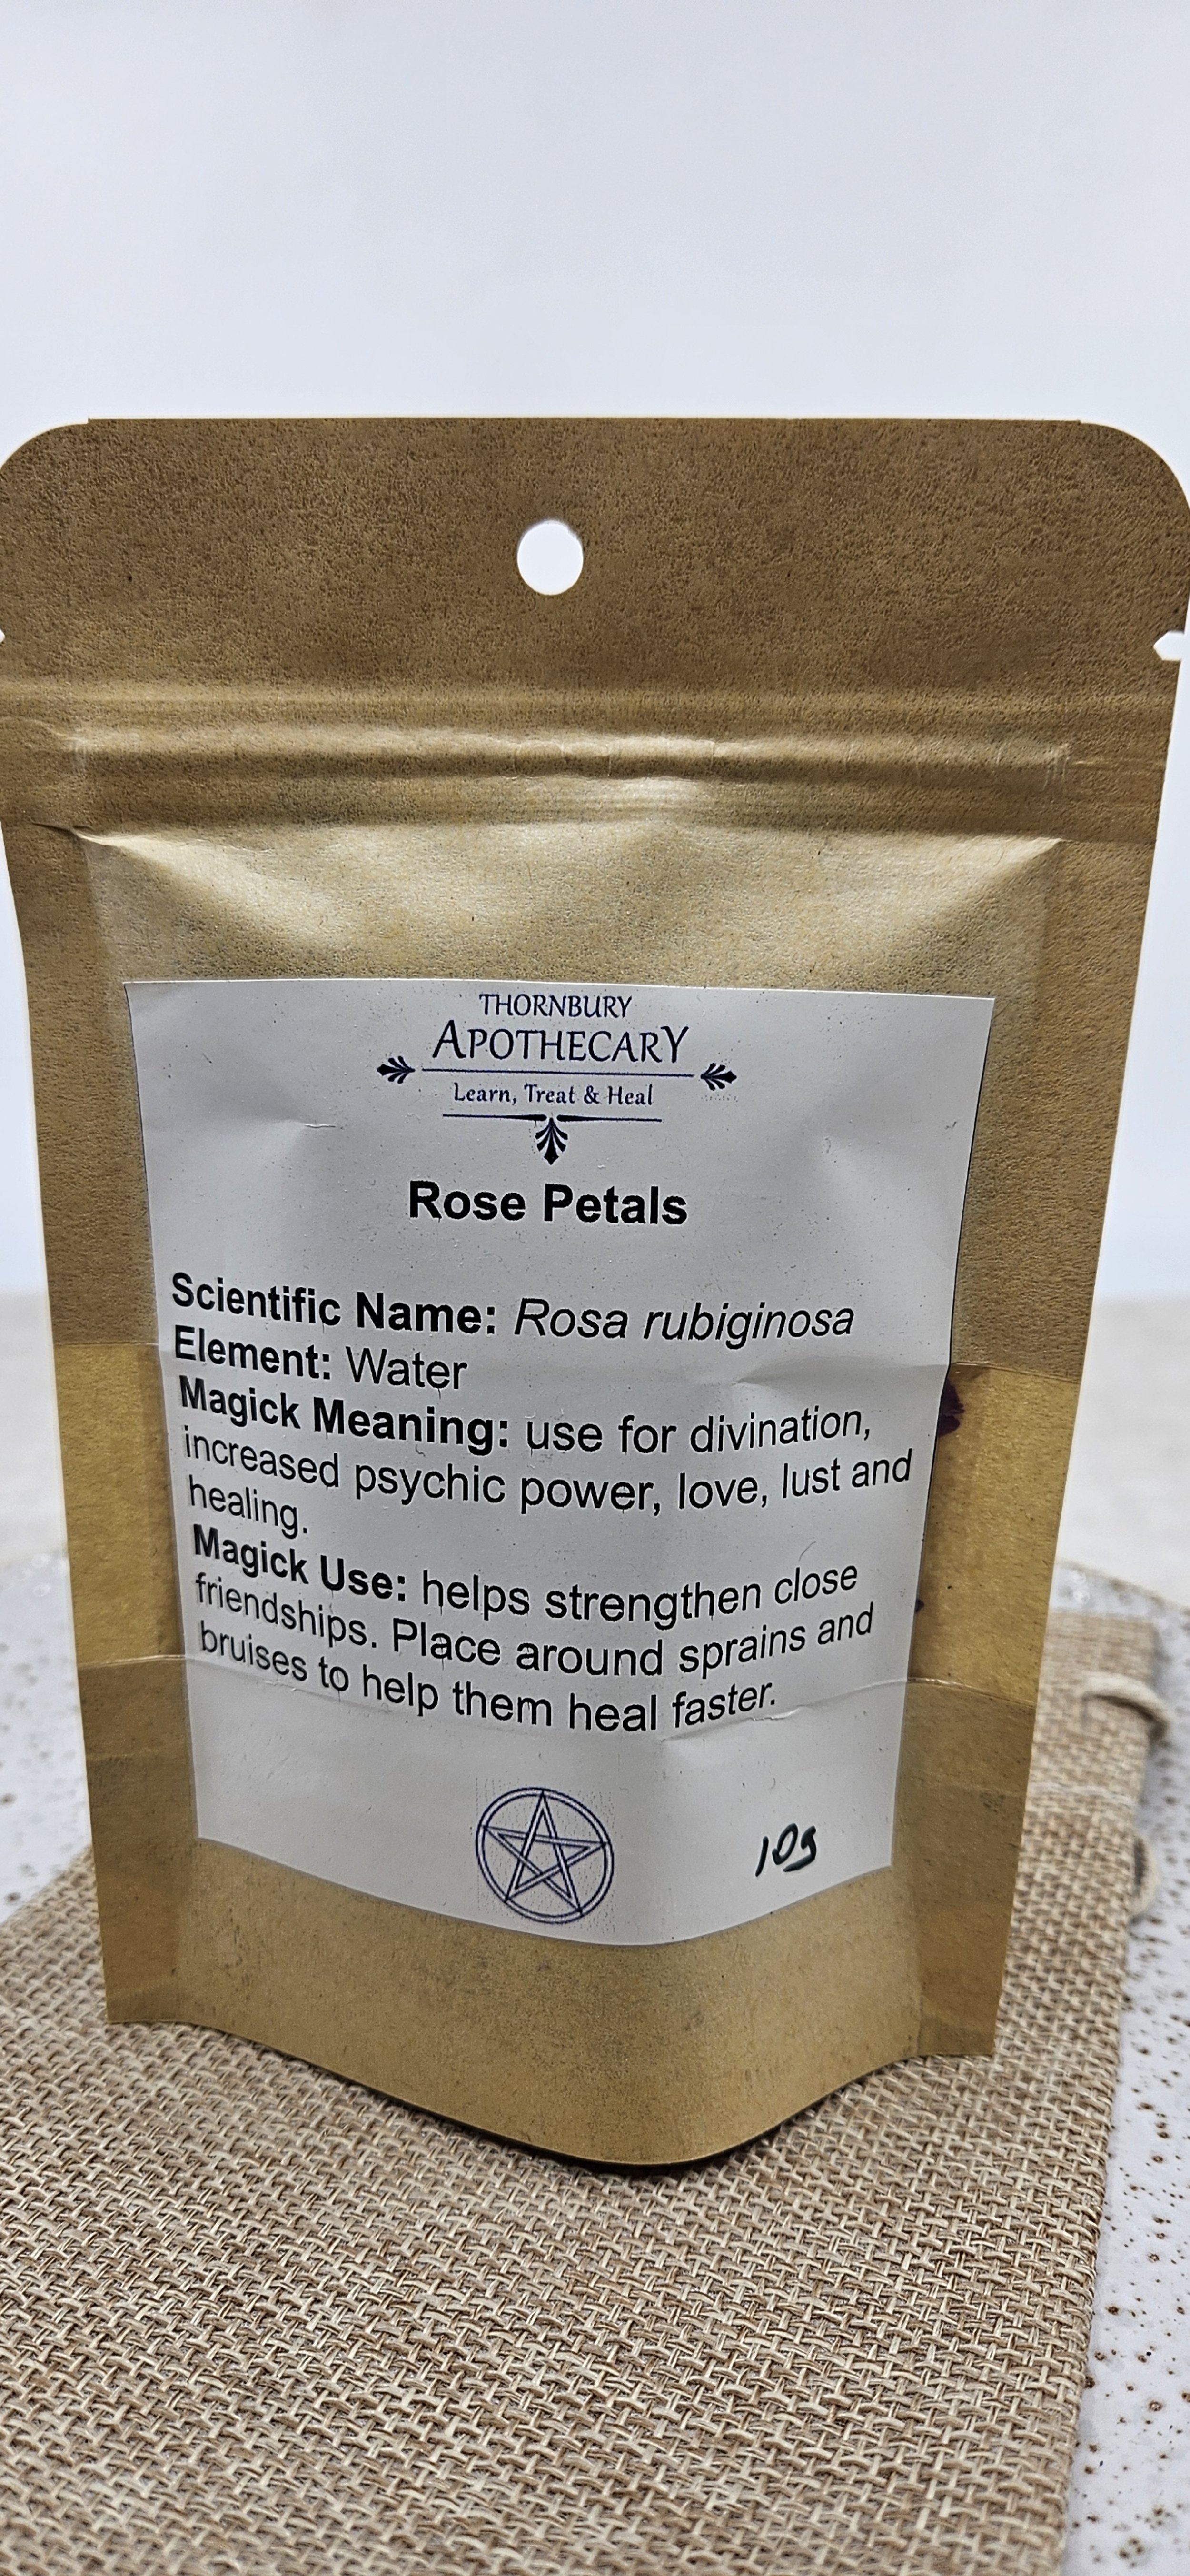 THORNBURY
APOTHECARY
Learn, Treat & Heal
Rose Petals
Scientific Name: Rosa rubiginosa
Element: Water
Magick Meaning: use for divination,
increased psychic power, love, lust and
healing.
Magick Use: helps strengthen close
friendships. Place around sprains and
bruises to help them heal faster.
10g